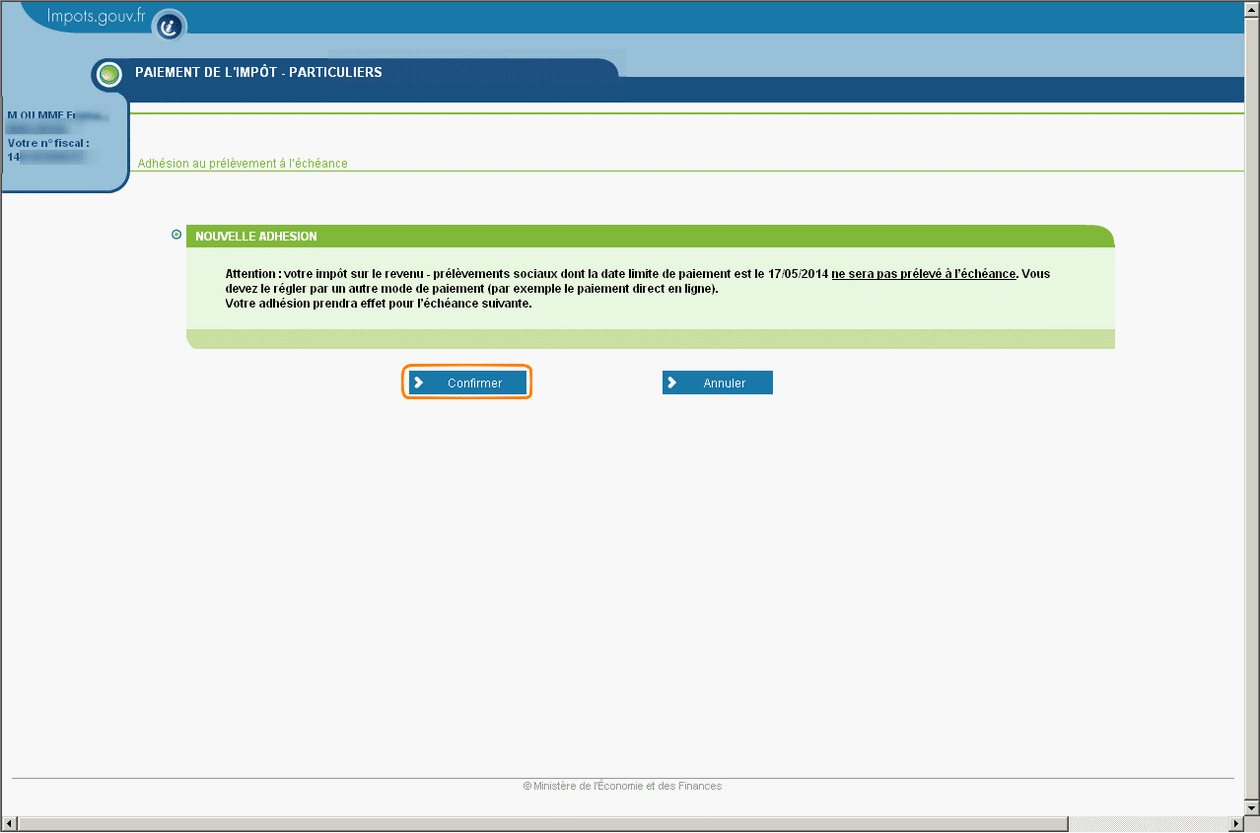 Impots.gouv.fr
PAIEMENT DE L'IMPÔT - PARTICULIERS
M OU MME
Votre n° fiscal :
14
Adhésion au prélèvement à l'échéance
NOUVELLE ADHESION
Attention : votre impôt sur le revenu - prélèvements sociaux dont la date limite de paiement est le 17/05/2014 ne sera pas prélevé à l'échéance. Vous
devez le régler par un autre mode de paiement (par exemple le paiement direct en ligne).
Votre adhésion prendra effet pour l'échéance suivante.
Confirmer
Annuler
© Ministère de l'Économie et des Finances